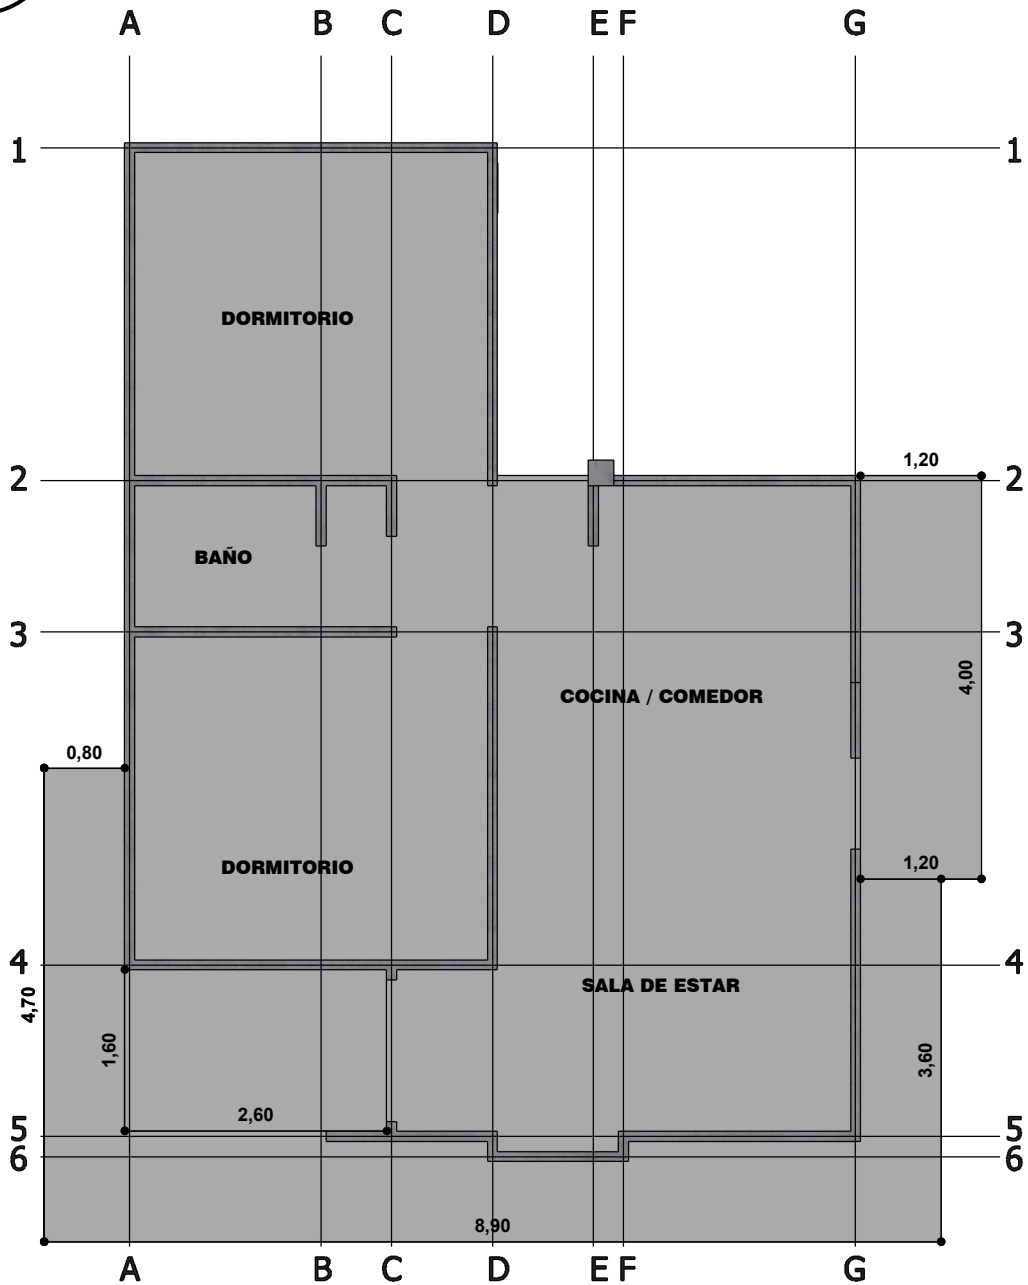 A B C D E F G
1 1
DORMITORIO
2 1,20 2
BAÑO
3 3
4,00
COCINA / COMEDOR
0,80
DORMITORIO 1,20
4 4
SALA DE ESTAR
4,70
1,60
3,60
2,60
5 5
6 6
8,90
A B C D E F G